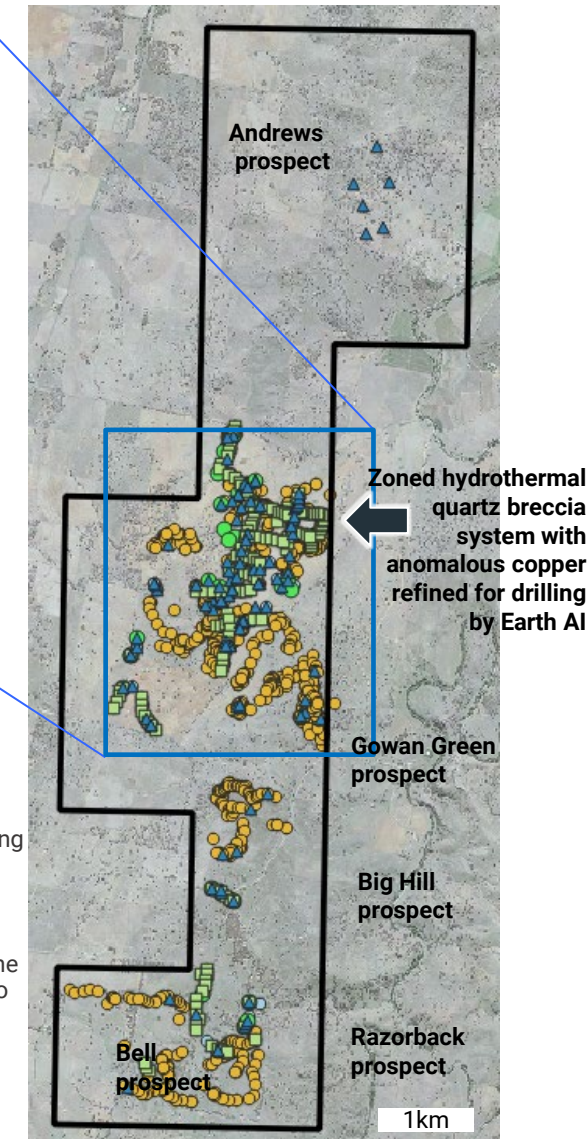 Andrews
prospect
Zoned hydrothermal
quartz breccia
system with
anomalous copper
refined for drilling
by Earth AI
Gowan Green
prospect
Big Hill
prospect
Razorback
prospect
Bell
prospect
1km